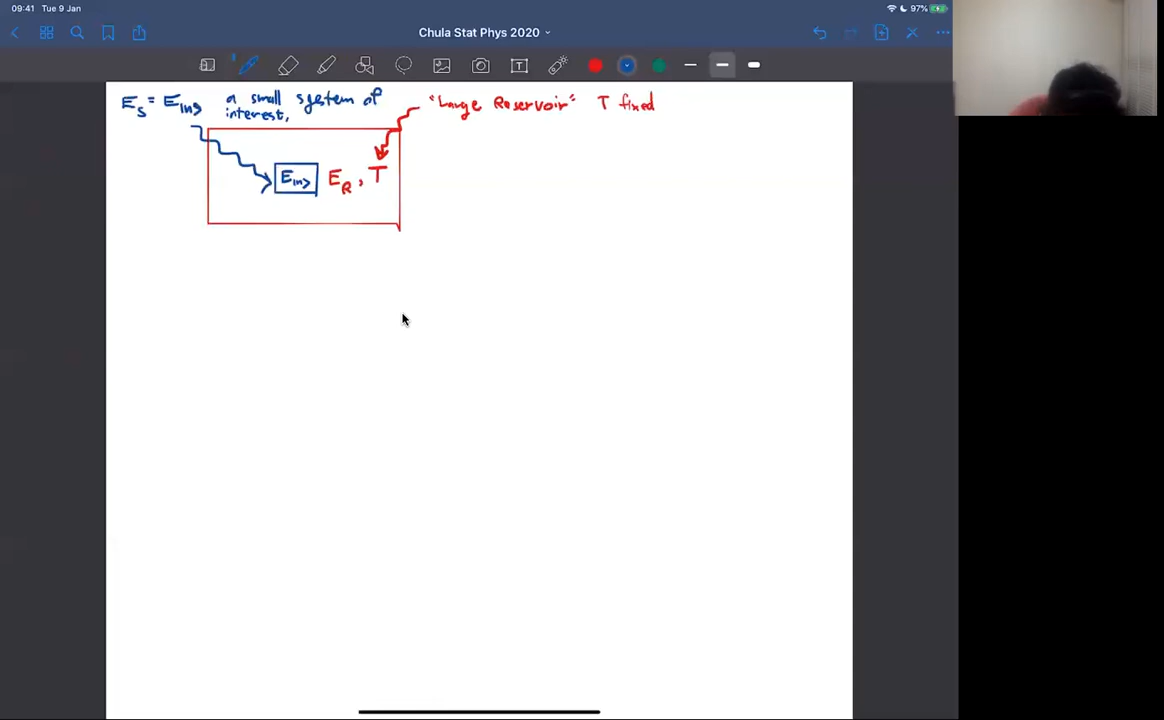 09:41 Tue 9 Jan
97%
Chula Stat Phys 2020
E_S = E_{|n>} a small system of
interest,
"Large Reservoir" T fixed
E_{|n>} E_R, T